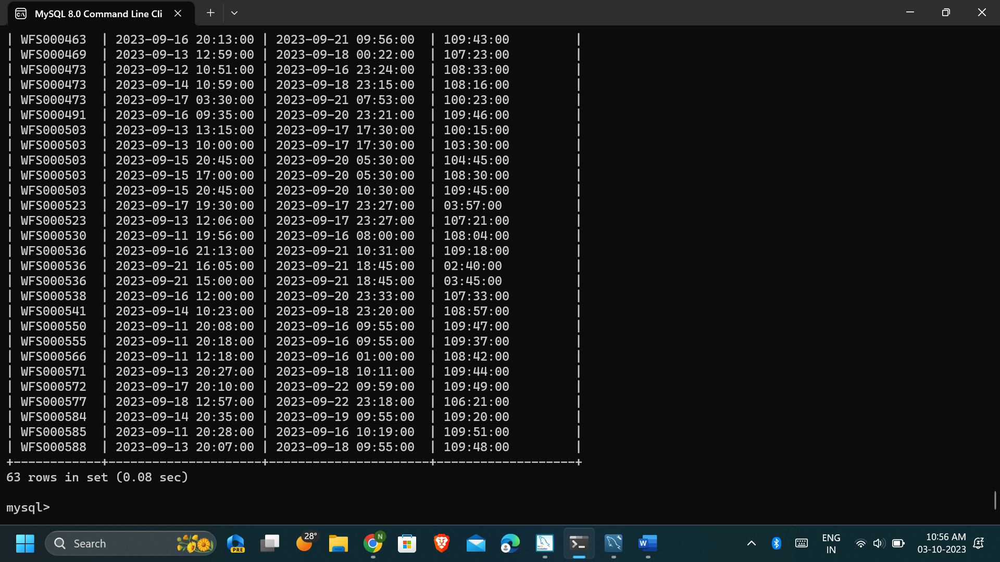 MySQL 8.0 Command Line Cli
| WFS000463 | 2023-09-16 20:13:00 | 2023-09-21 09:56:00 | 109:43:00 |
| WFS000469 | 2023-09-13 12:59:00 | 2023-09-18 00:22:00 | 107:23:00 |
| WFS000473 | 2023-09-12 10:51:00 | 2023-09-16 23:24:00 | 108:33:00 |
| WFS000473 | 2023-09-14 10:59:00 | 2023-09-18 23:15:00 | 108:16:00 |
| WFS000473 | 2023-09-17 03:30:00 | 2023-09-21 07:53:00 | 100:23:00 |
| WFS000491 | 2023-09-16 09:35:00 | 2023-09-20 23:21:00 | 109:46:00 |
| WFS000503 | 2023-09-13 13:15:00 | 2023-09-17 17:30:00 | 100:15:00 |
| WFS000503 | 2023-09-13 10:00:00 | 2023-09-17 17:30:00 | 103:30:00 |
| WFS000503 | 2023-09-15 20:45:00 | 2023-09-20 05:30:00 | 104:45:00 |
| WFS000503 | 2023-09-15 17:00:00 | 2023-09-20 05:30:00 | 108:30:00 |
| WFS000503 | 2023-09-15 20:45:00 | 2023-09-20 10:30:00 | 109:45:00 |
| WFS000523 | 2023-09-17 19:30:00 | 2023-09-17 23:27:00 | 03:57:00 |
| WFS000523 | 2023-09-13 12:06:00 | 2023-09-17 23:27:00 | 107:21:00 |
| WFS000530 | 2023-09-11 19:56:00 | 2023-09-16 08:00:00 | 108:04:00 |
| WFS000536 | 2023-09-16 21:13:00 | 2023-09-21 10:31:00 | 109:18:00 |
| WFS000536 | 2023-09-21 16:05:00 | 2023-09-21 18:45:00 | 02:40:00 |
| WFS000536 | 2023-09-21 15:00:00 | 2023-09-21 18:45:00 | 03:45:00 |
| WFS000538 | 2023-09-16 12:00:00 | 2023-09-20 23:33:00 | 107:33:00 |
| WFS000541 | 2023-09-14 10:23:00 | 2023-09-18 23:20:00 | 108:57:00 |
| WFS000550 | 2023-09-11 20:08:00 | 2023-09-16 09:55:00 | 109:47:00 |
| WFS000555 | 2023-09-11 20:18:00 | 2023-09-16 09:55:00 | 109:37:00 |
| WFS000566 | 2023-09-11 12:18:00 | 2023-09-16 01:00:00 | 108:42:00 |
| WFS000571 | 2023-09-13 20:27:00 | 2023-09-18 10:11:00 | 109:44:00 |
| WFS000572 | 2023-09-17 20:10:00 | 2023-09-22 09:59:00 | 109:49:00 |
| WFS000577 | 2023-09-18 12:57:00 | 2023-09-22 23:18:00 | 106:21:00 |
| WFS000584 | 2023-09-14 20:35:00 | 2023-09-19 09:55:00 | 109:20:00 |
| WFS000585 | 2023-09-11 20:28:00 | 2023-09-16 10:19:00 | 109:51:00 |
| WFS000588 | 2023-09-13 20:07:00 | 2023-09-18 09:55:00 | 109:48:00 |
+------------+---------------------+----------------------+-------------------+
63 rows in set (0.08 sec)
mysql>
Search
PRE
28°
N
W
ENG
IN
10:56 AM
03-10-2023